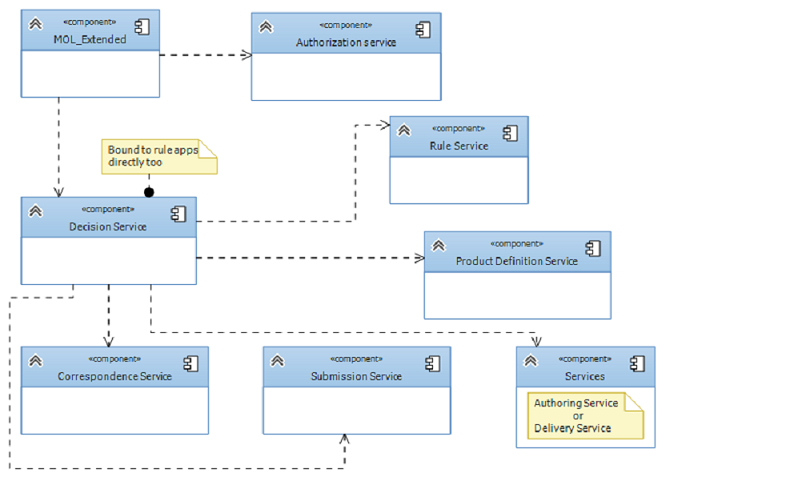 «component»
MOL_Extended
«component»
Authorization service
«component»
Rule Service
Bound to rule apps
directly too
«component»
Decision Service
«component»
Product Definition Service
«component»
Correspondence Service
«component»
Submission Service
«component»
Services
Authoring Service
or
Delivery Service